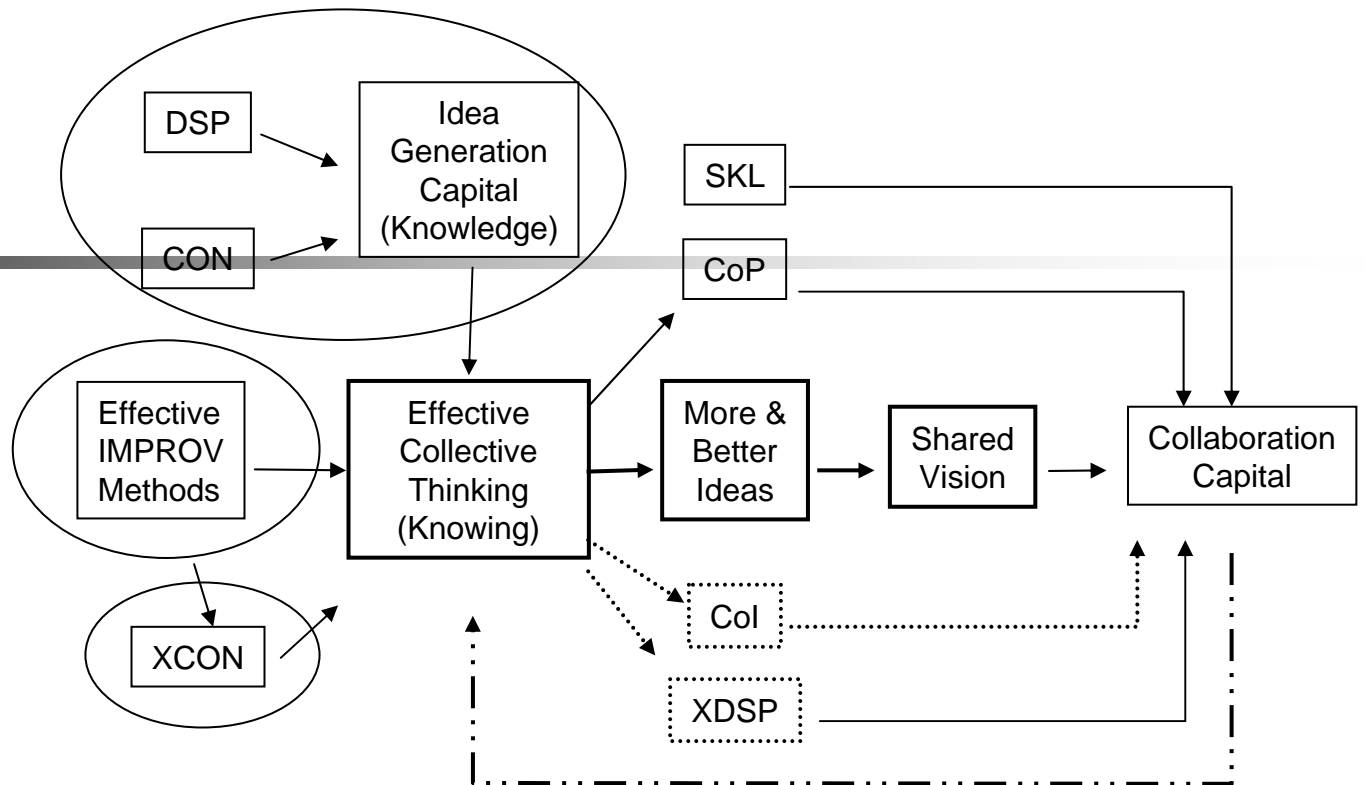 DSP
Idea
Generation
Capital
(Knowledge)
CON
SKL
CoP
Effective
IMPROV
Methods
Effective
Collective
Thinking
(Knowing)
More &
Better
Ideas
Shared
Vision
Collaboration
Capital
XCON
CoI
XDSP